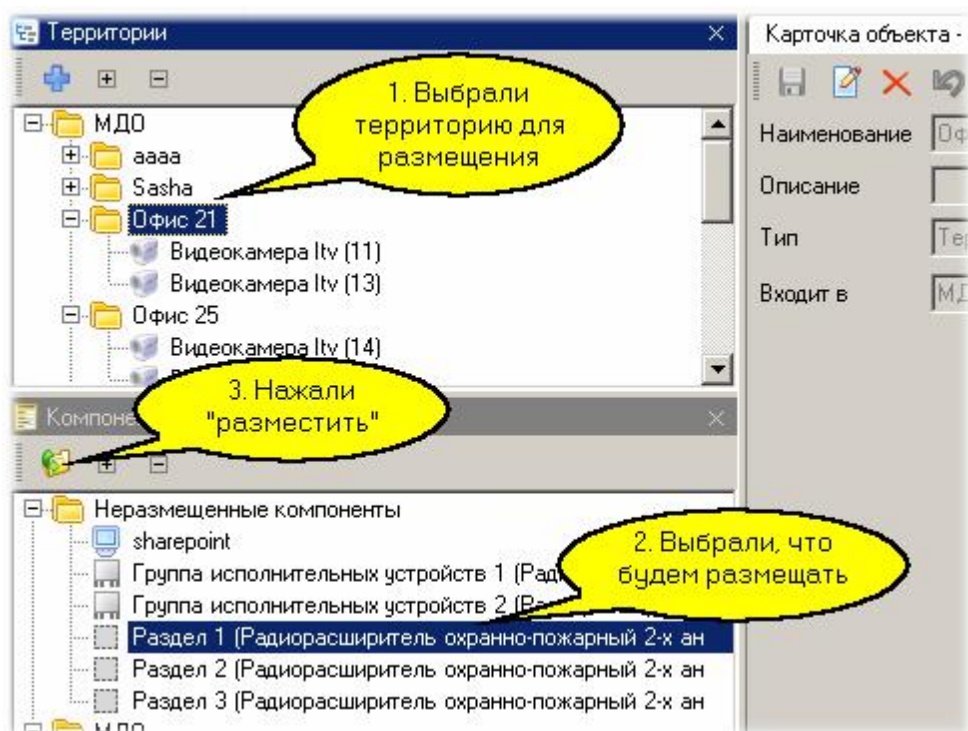 Территории
Карточка объекта -
1. Выбрали
территорию для
размещения
МДО
aaaa
Sasha
Офис 21
Видеокамера Itv (11)
Видеокамера Itv (13)
Офис 25
Видеокамера Itv (14)
Наименование
Описание
Тип
Входит в
3. Нажали
"разместить"
Неразмещенные компоненты
sharepoint
2. Выбрали, что
будем размещать
Группа исполнительных устройств 1
Группа исполнительных устройств 2
Раздел 1 (Радиорасширитель охранно-пожарный 2-х ан
Раздел 2 (Радиорасширитель охранно-пожарный 2-х ан
Раздел 3 (Радиорасширитель охранно-пожарный 2-х ан
МДО